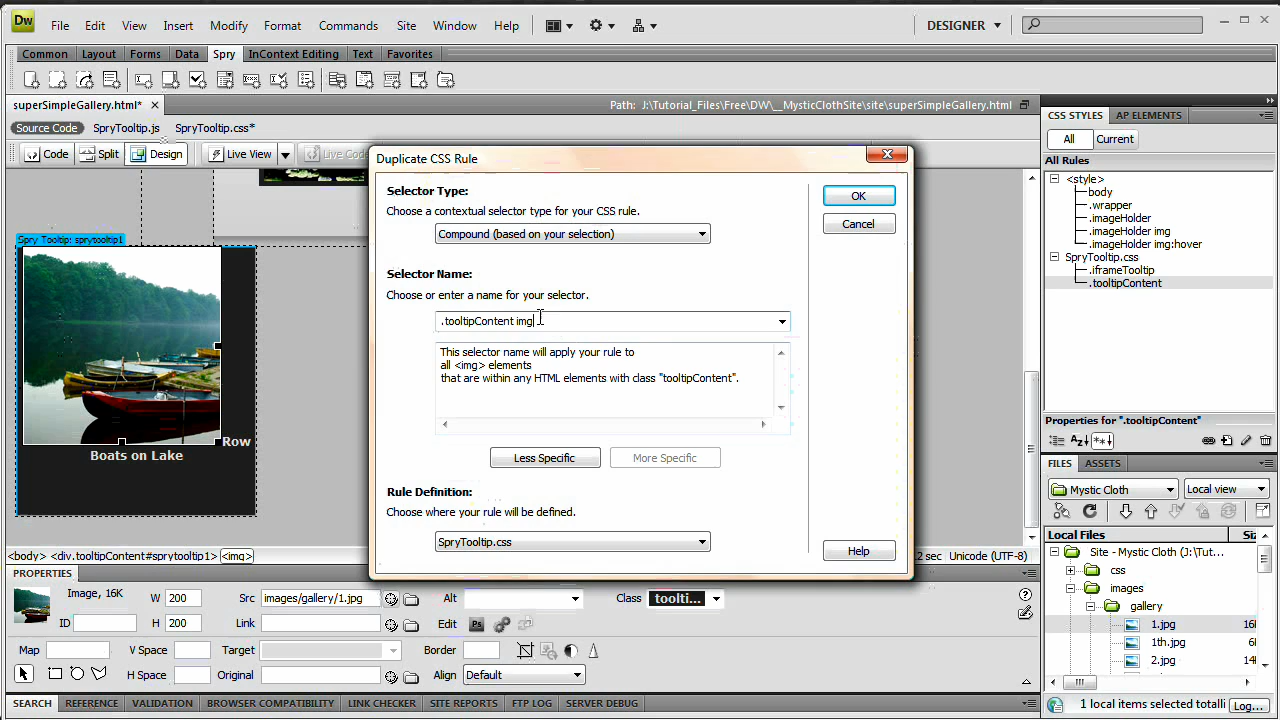 Dw File Edit View Insert Modify Format Commands Site Window Help DESIGNER
Common Layout Forms Data Spry InContext Editing Text Favorites
superSimpleGallery.html* Path: J:\Tutorial_Files\Free\DW\__MysticClothSite\site\superSimpleGallery.html
Source Code SpryTooltip.js SpryTooltip.css*
Code Split Design Live View Live Code
Spry Tooltip: sprytooltip1
Row
Boats on Lake
<body> <div.tooltipContent#sprytooltip1> <img>
2 sec Unicode (UTF-8)
Duplicate CSS Rule
Selector Type:
Choose a contextual selector type for your CSS rule.
Compound (based on your selection)
OK
Cancel
Selector Name:
Choose or enter a name for your selector.
.tooltipContent img
This selector name will apply your rule to
all <img> elements
that are within any HTML elements with class "tooltipContent".
Less Specific More Specific
Rule Definition:
Choose where your rule will be defined.
SpryTooltip.css
Help
CSS STYLES AP ELEMENTS
All Current
All Rules
<style>
body
.wrapper
.imageHolder
.imageHolder img
.imageHolder img:hover
SpryTooltip.css
.iframeTooltip
.tooltipContent
Properties for ".tooltipContent"
FILES ASSETS
Mystic Cloth Local view
Local Files Siz
Site - Mystic Cloth (J:\Tut...
css
images
gallery
1.jpg 16K
1th.jpg 6K
2.jpg 14K
1 local items selected totalli Log...
PROPERTIES
Image, 16K W 200 Src images/gallery/1.jpg Alt Class toolti...
ID H 200 Link Edit Ps
Map V Space Target Border
H Space Original Align Default
SEARCH REFERENCE VALIDATION BROWSER COMPATIBILITY LINK CHECKER SITE REPORTS FTP LOG SERVER DEBUG